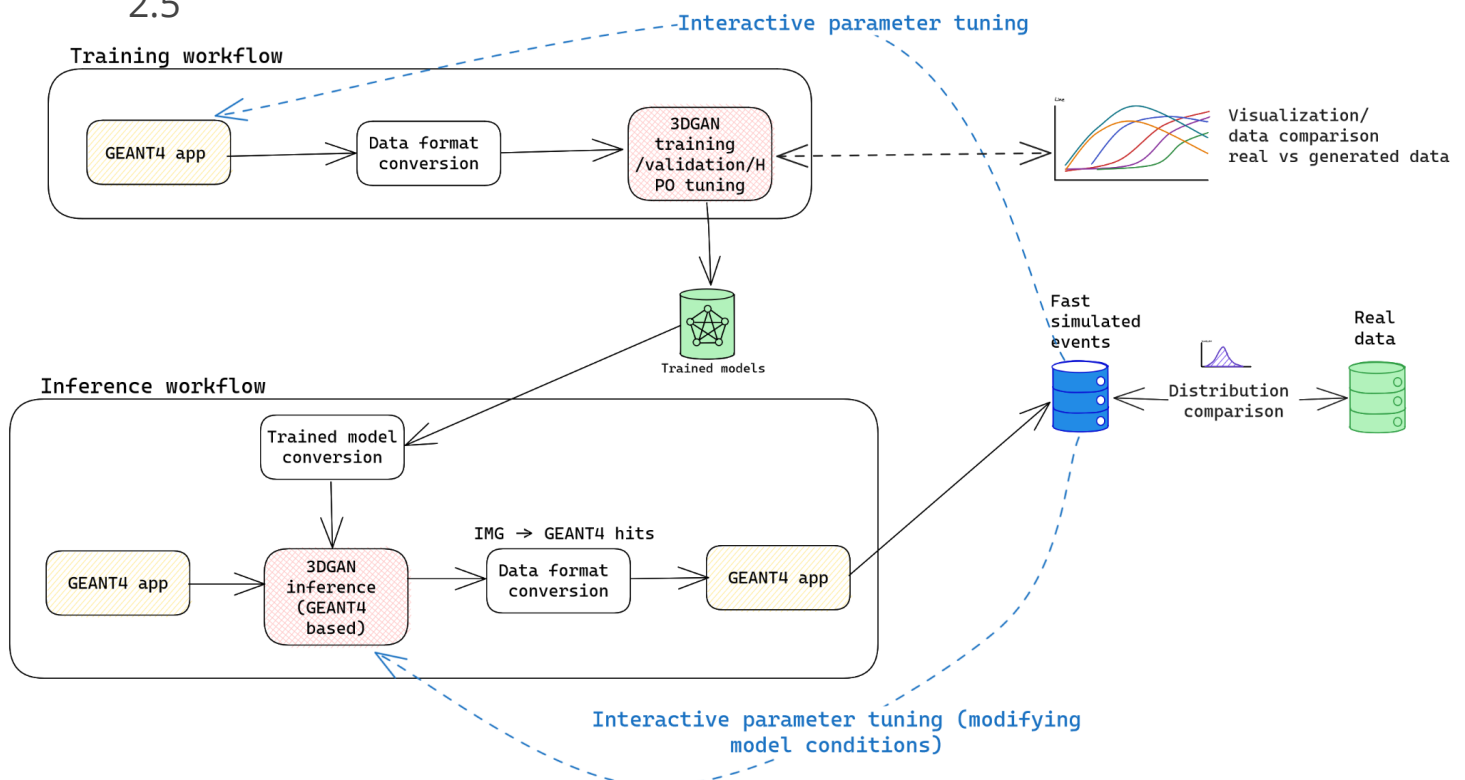 2.5
Interactive parameter tuning
Training workflow
GEANT4 app
Data format
conversion
3DGAN
training
/validation/H
PO tuning
Visualization/
data comparison
real vs generated data
Trained models
Fast
simulated
events
Real
data
Distribution
comparison
Inference workflow
Trained model
conversion
GEANT4 app
3DGAN
inference
(GEANT4
based)
IMG → GEANT4 hits
Data format
conversion
GEANT4 app
Interactive parameter tuning (modifying
model conditions)